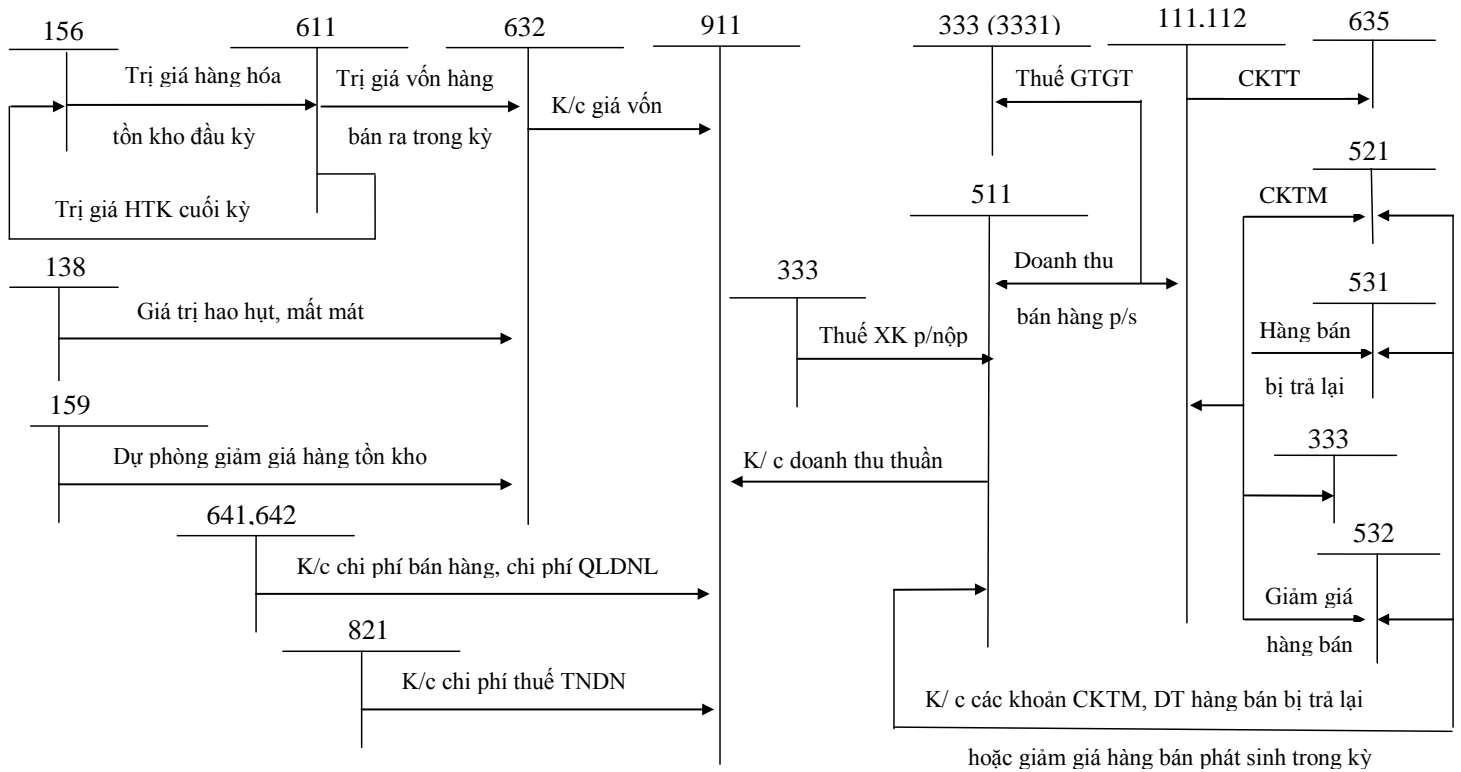 156
611
632
911
333 (3331)
111.112
635
Trị giá hàng hóa
tồn kho đầu kỳ
Trị giá vốn hàng
bán ra trong kỳ
K/c giá vốn
Thuế GTGT
CKTT
Trị giá HTK cuối kỳ
521
CKTM
511
138
Giá trị hao hụt, mất mát
333
Thuế XK p/nộp
Doanh thu
bán hàng p/s
531
Hàng bán
bị trả lại
159
Dự phòng giảm giá hàng tồn kho
K/ c doanh thu thuần
333
641,642
K/c chi phí bán hàng, chi phí QLDNL
532
Giảm giá
hàng bán
821
K/c chi phí thuế TNDN
K/ c các khoản CKTM, DT hàng bán bị trả lại
hoặc giảm giá hàng bán phát sinh trong kỳ